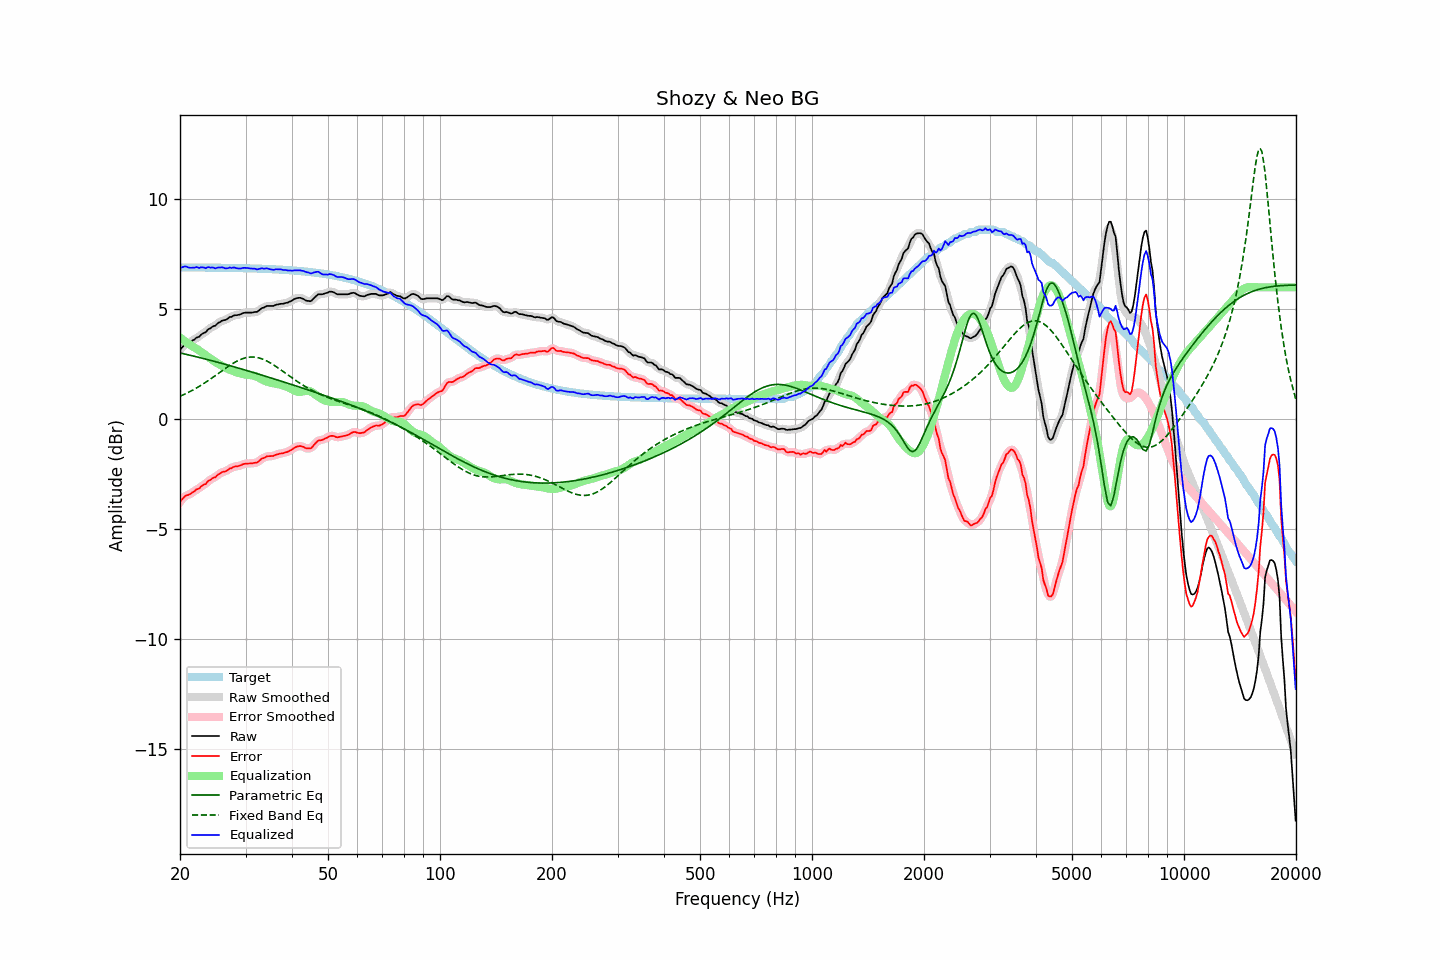 Shozy & Neo BG
Amplitude (dBr)
10
5
0
−5
−10
−15
Target
Raw Smoothed
Error Smoothed
Raw
Error
Equalization
Parametric Eq
Fixed Band Eq
Equalized
20 50 100 200 500 1000 2000 5000 10000 20000
Frequency (Hz)